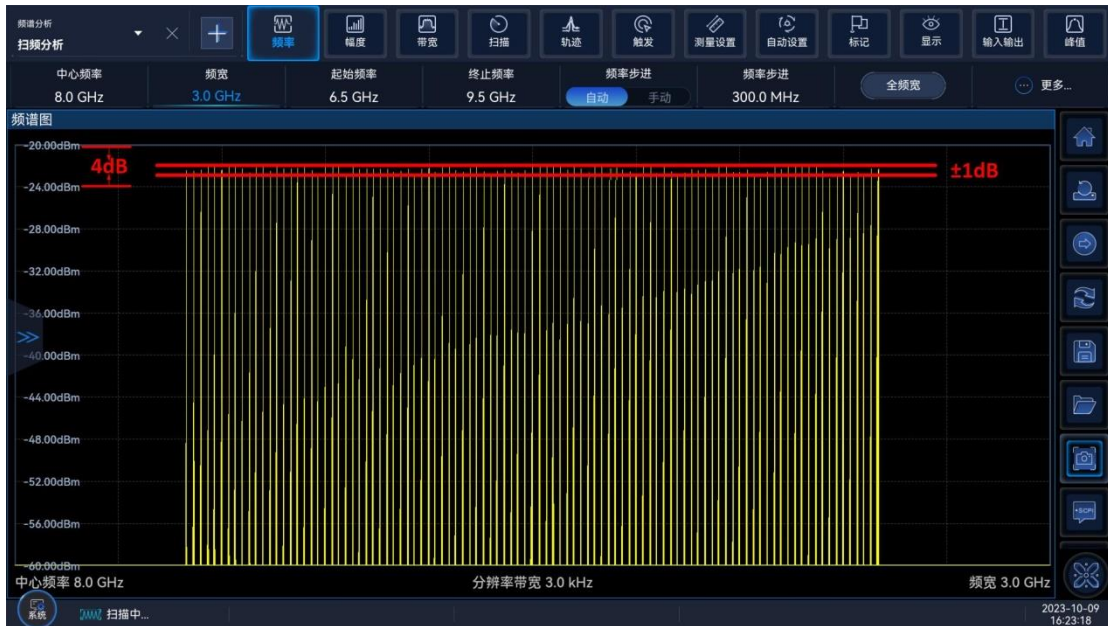 频谱分析
扫频分析
频率
幅度
带宽
扫描
轨迹
触发
测量设置
自动设置
标记
显示
输入输出
峰值
中心频率
8.0 GHz
频宽
3.0 GHz
起始频率
6.5 GHz
终止频率
9.5 GHz
频率步进
自动 手动
频率步进
300.0 MHz
全频宽
更多...
频谱图
-20.00dBm
4dB
±1dB
-24.00dBm
-28.00dBm
-32.00dBm
-36.00dBm
-40.00dBm
-44.00dBm
-48.00dBm
-52.00dBm
-56.00dBm
-60.00dBm
中心频率 8.0 GHz
分辨率带宽 3.0 kHz
频宽 3.0 GHz
•SCPI
系统
扫描中...
2023-10-09
16:23:18